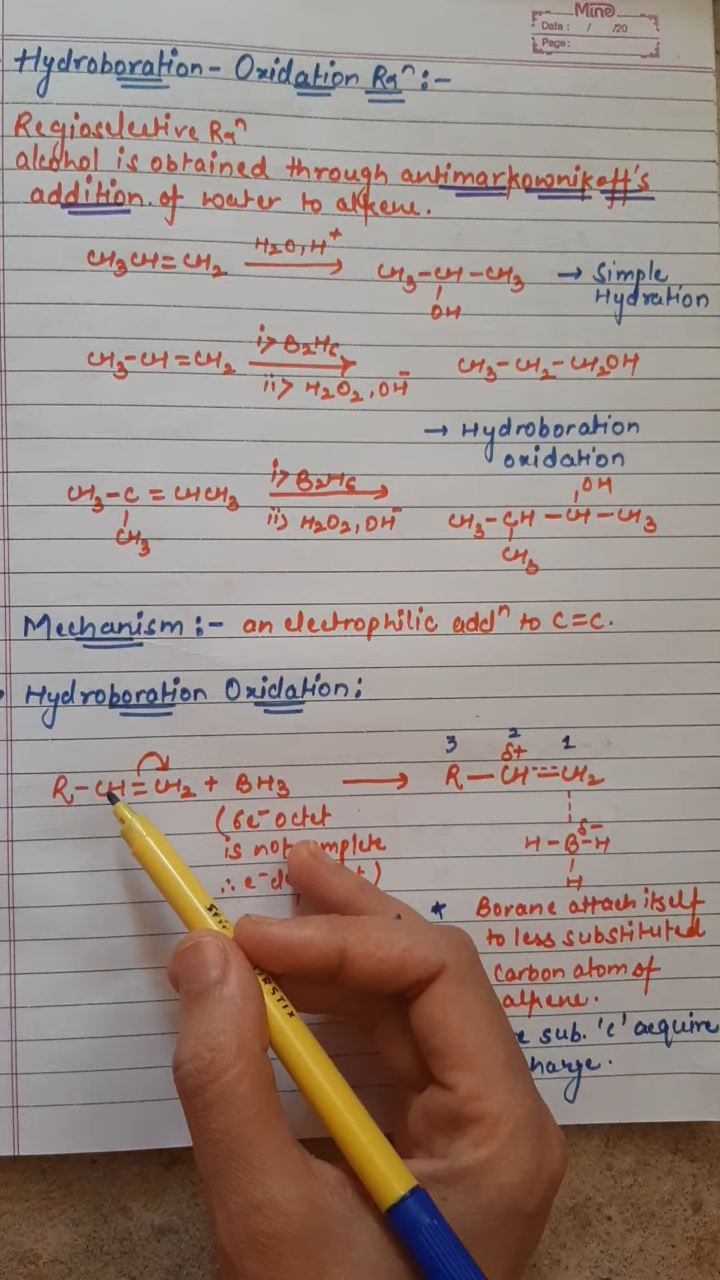 Mine
Date : / /20
Page:
Hydroboration - Oxidation Rxⁿ :-
Regioselective Rxⁿ
alcohol is obtained through antimarkownikoff's
addition of water to alkene.
CH₃CH=CH₂ H₂O, H⁺ → CH₃-CH-CH₃ → Simple
OH Hydration
CH₃-CH=CH₂ i> B₂H₆ → CH₃-CH₂-CH₂OH
ii> H₂O₂, OH⁻
→ Hydroboration
oxidation
OH
CH₃-C=CHCH₃ i> B₂H₆ → CH₃-CH-CH-CH₃
CH₃ ii> H₂O₂, OH⁻ CH₃
Mechanism :- an electrophilic addⁿ to C=C.
Hydroboration Oxidation :
3 2 1
δ+
R-CH=CH₂ + BH₃ → R-CH=CH₂
(6e⁻ octet
is not complete
∴ e⁻
δ-
H-B-H
H
* Borane attach itself
to less substituted
carbon atom of
alkene.
sub. 'c' acquire